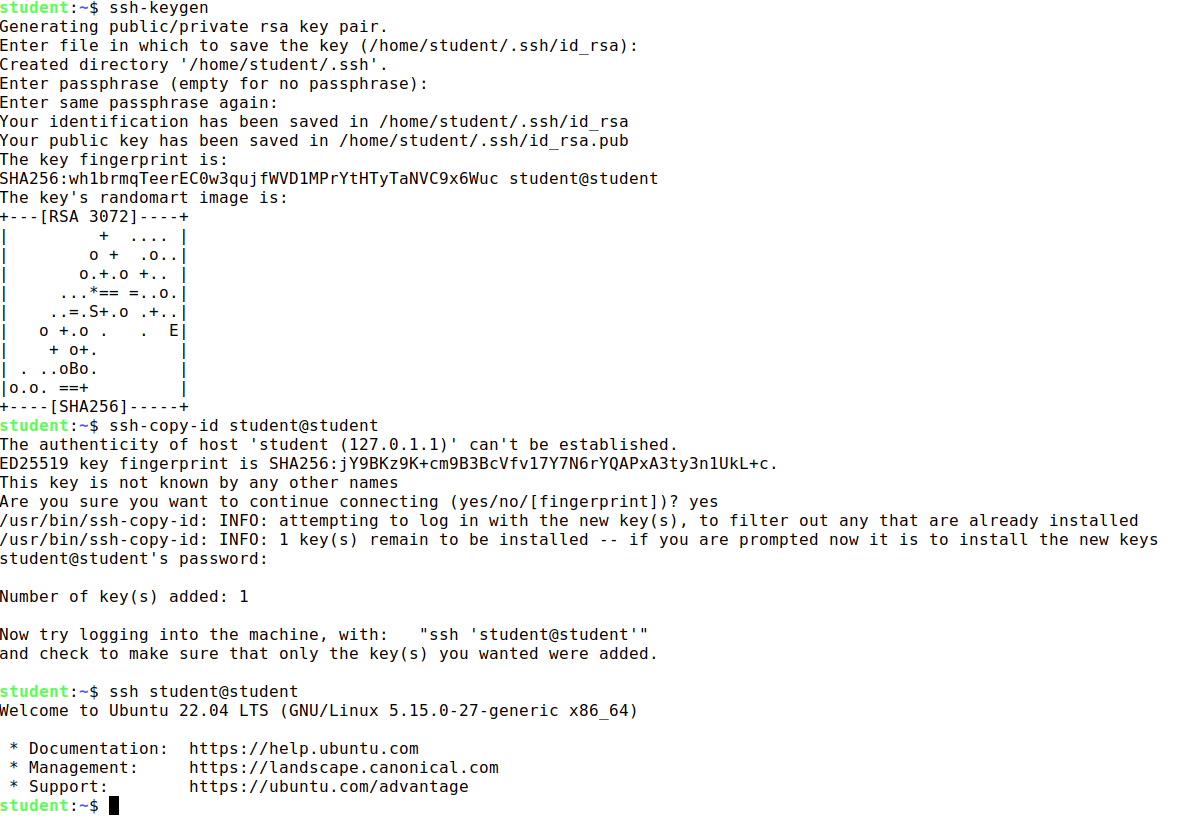 student:~$ ssh-keygen
Generating public/private rsa key pair.
Enter file in which to save the key (/home/student/.ssh/id_rsa):
Created directory '/home/student/.ssh'.
Enter passphrase (empty for no passphrase):
Enter same passphrase again:
Your identification has been saved in /home/student/.ssh/id_rsa
Your public key has been saved in /home/student/.ssh/id_rsa.pub
The key fingerprint is:
SHA256:wh1brmqTeerEC0w3qujfWVD1MPrYtHTyTaNVC9x6Wuc student@student
The key's randomart image is:
+---[RSA 3072]----+
|         +  .... |
|        o +  .o..|
|       o.+.o +.. |
|     ...*== =..o.|
|    ..=.S+.o .+..|
|   o +.o .   .  E|
|    + o+.        |
| . ..oBo.        |
|o.o. ==+         |
+----[SHA256]-----+
student:~$ ssh-copy-id student@student
The authenticity of host 'student (127.0.1.1)' can't be established.
ED25519 key fingerprint is SHA256:jY9BKz9K+cm9B3BcVfv17Y7N6rYQAPxA3ty3n1UkL+c.
This key is not known by any other names
Are you sure you want to continue connecting (yes/no/[fingerprint])? yes
/usr/bin/ssh-copy-id: INFO: attempting to log in with the new key(s), to filter out any that are already installed
/usr/bin/ssh-copy-id: INFO: 1 key(s) remain to be installed -- if you are prompted now it is to install the new keys
student@student's password:

Number of key(s) added: 1

Now try logging into the machine, with:   "ssh 'student@student'"
and check to make sure that only the key(s) you wanted were added.

student:~$ ssh student@student
Welcome to Ubuntu 22.04 LTS (GNU/Linux 5.15.0-27-generic x86_64)

 * Documentation:  https://help.ubuntu.com
 * Management:     https://landscape.canonical.com
 * Support:        https://ubuntu.com/advantage
student:~$